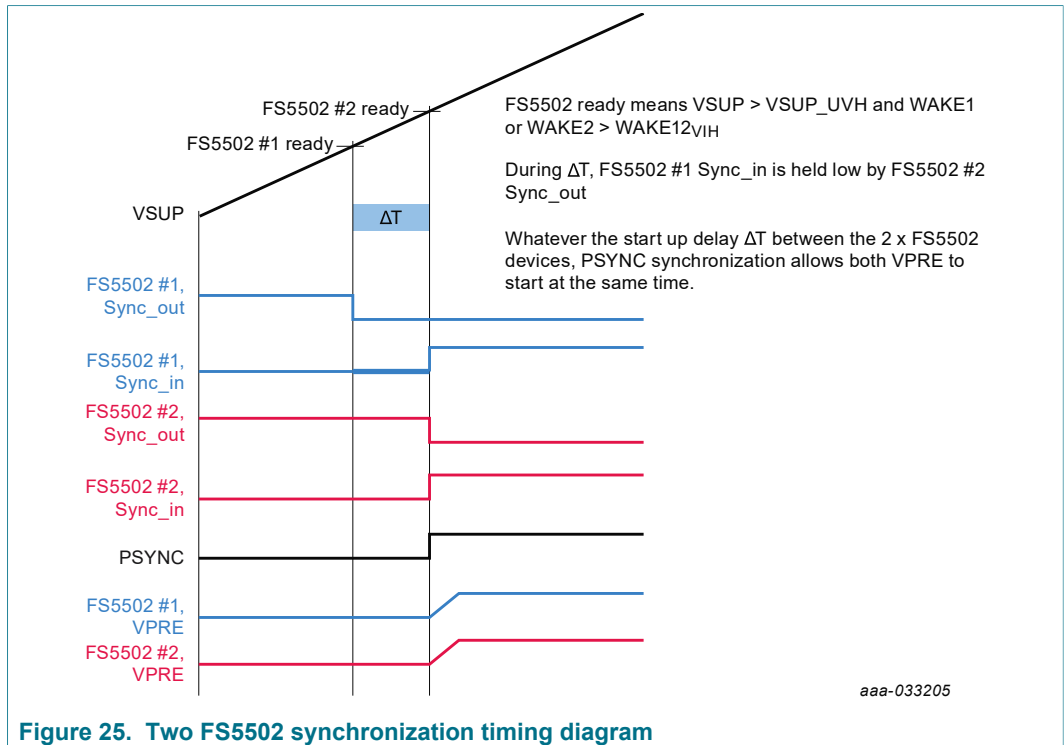 FS5502 #2 ready
FS5502 #1 ready
FS5502 ready means VSUP > VSUP_UVH and WAKE1
or WAKE2 > WAKE12VIH
During ΔT, FS5502 #1 Sync_in is held low by FS5502 #2
Sync_out
Whatever the start up delay ΔT between the 2 x FS5502
devices, PSYNC synchronization allows both VPRE to
start at the same time.
VSUP
ΔT
FS5502 #1,
Sync_out
FS5502 #1,
Sync_in
FS5502 #2,
Sync_out
FS5502 #2,
Sync_in
PSYNC
FS5502 #1,
VPRE
FS5502 #2,
VPRE
aaa-033205
Figure 25. Two FS5502 synchronization timing diagram